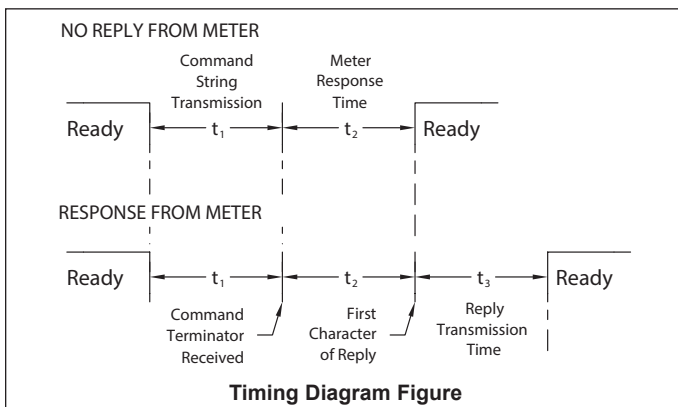 NO REPLY FROM METER
Command
String
Transmission
Meter
Response
Time
Ready
t₁
t₂
Ready
RESPONSE FROM METER
Ready
t₁
t₂
t₃
Ready
Command
Terminator
Received
First
Character
of Reply
Reply
Transmission
Time
Timing Diagram Figure